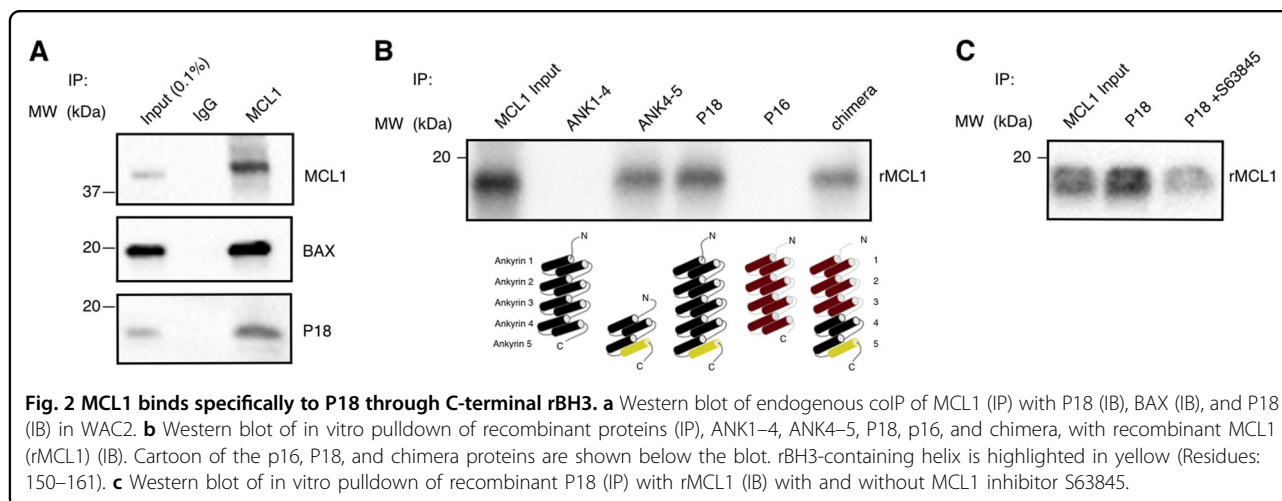 A
IP:
Input (0.1%) IgG MCL1
MW (kDa)
MCL1
37
20
BAX
20
P18
B
IP:
MCL1 Input ANK1-4 ANK4-5 P18 P16 chimera
MW (kDa)
20
rMCL1
N N N N N
Ankyrin 1 1
Ankyrin 2 2
Ankyrin 3 3
Ankyrin 4 4
Ankyrin 5 5
C C C C C
C
IP:
MCL1 Input P18 P18 +S63845
MW (kDa)
20
rMCL1
Fig. 2 MCL1 binds specifically to P18 through C-terminal rBH3. a Western blot of endogenous coIP of MCL1 (IP) with P18 (IB), BAX (IB), and P18
(IB) in WAC2. b Western blot of in vitro pulldown of recombinant proteins (IP), ANK1–4, ANK4–5, P18, p16, and chimera, with recombinant MCL1
(rMCL1) (IB). Cartoon of the p16, P18, and chimera proteins are shown below the blot. rBH3-containing helix is highlighted in yellow (Residues:
150–161). c Western blot of in vitro pulldown of recombinant P18 (IP) with rMCL1 (IB) with and without MCL1 inhibitor S63845.